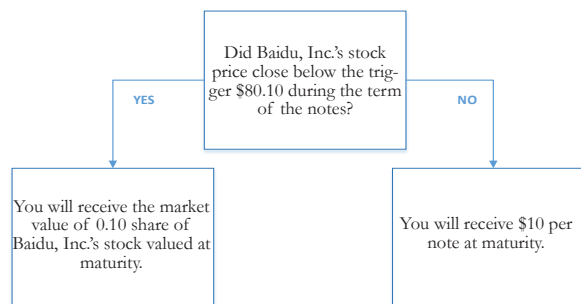 Did Baidu, Inc.'s stock
price close below the trig-
ger $80.10 during the term
of the notes?
YES
NO
You will receive the market
value of 0.10 share of
Baidu, Inc.'s stock valued at
maturity.
You will receive $10 per
note at maturity.